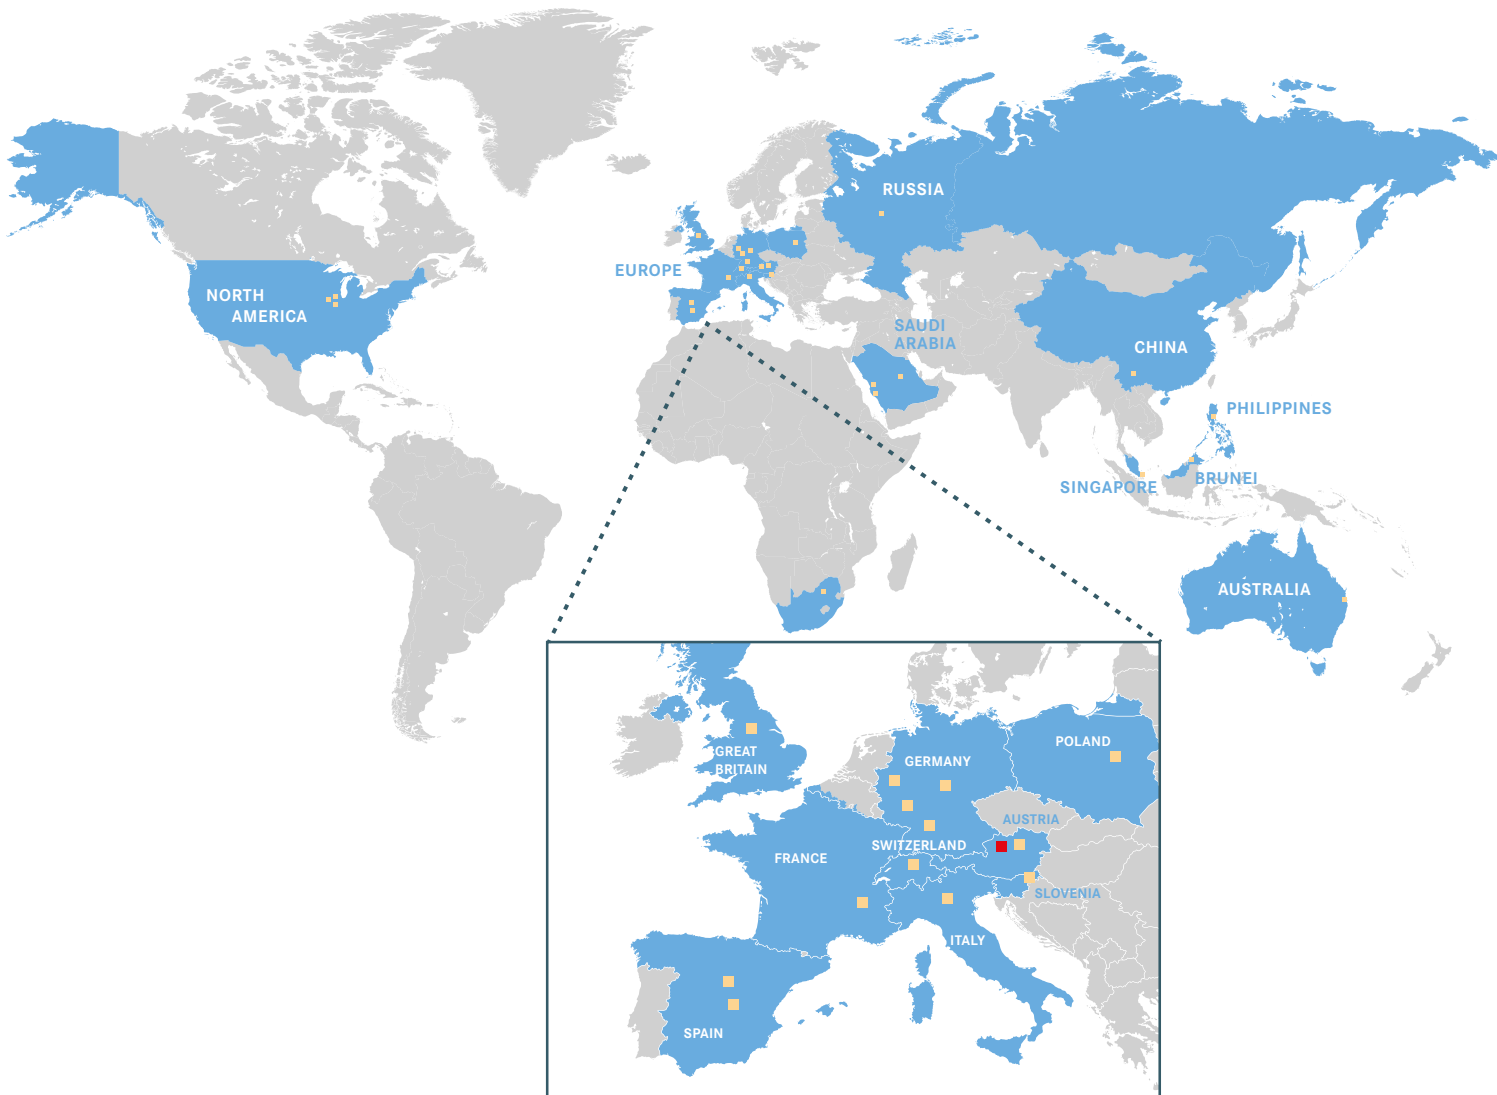 RUSSIA
EUROPE
NORTH
AMERICA
SAUDI
ARABIA
CHINA
PHILIPPINES
BRUNEI
SINGAPORE
AUSTRALIA
POLAND
GREAT
BRITAIN
GERMANY
AUSTRIA
SWITZERLAND
FRANCE
SLOVENIA
ITALY
SPAIN